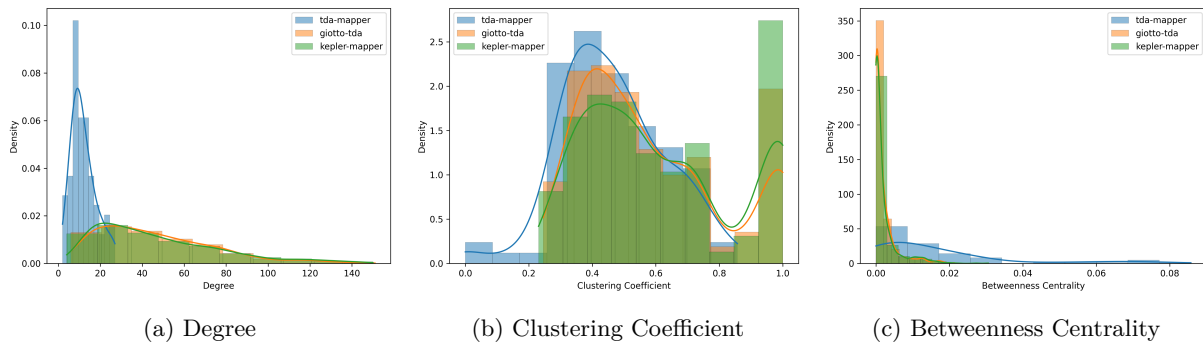 0.10
0.08
0.06
0.04
0.02
0.00
Density
0 20 40 60 80 100 120 140
Degree
tda-mapper
giotto-tda
kepler-mapper
(a) Degree
2.5
2.0
1.5
1.0
0.5
0.0
Density
0.0 0.2 0.4 0.6 0.8 1.0
Clustering Coefficient
tda-mapper
giotto-tda
kepler-mapper
(b) Clustering Coefficient
350
300
250
200
150
100
50
0
Density
0.00 0.02 0.04 0.06 0.08
Betweenness Centrality
tda-mapper
giotto-tda
kepler-mapper
(c) Betweenness Centrality